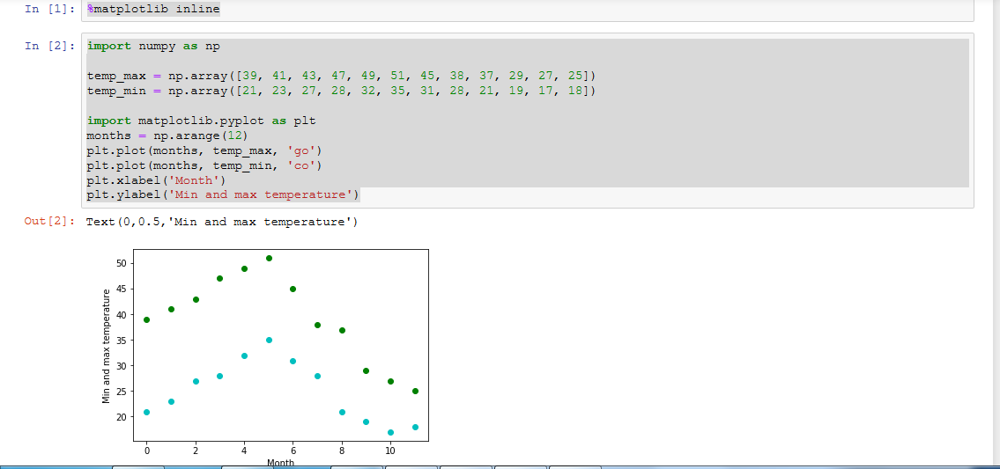 In [1]: %matplotlib inline
In [2]: import numpy as np
temp_max = np.array([39, 41, 43, 47, 49, 51, 45, 38, 37, 29, 27, 25])
temp_min = np.array([21, 23, 27, 28, 32, 35, 31, 28, 21, 19, 17, 18])
import matplotlib.pyplot as plt
months = np.arange(12)
plt.plot(months, temp_max, 'go')
plt.plot(months, temp_min, 'co')
plt.xlabel('Month')
plt.ylabel('Min and max temperature')
Out[2]: Text(0,0.5,'Min and max temperature')
Min and max temperature
50
45
40
35
30
25
20
0 2 4 6 8 10
Month